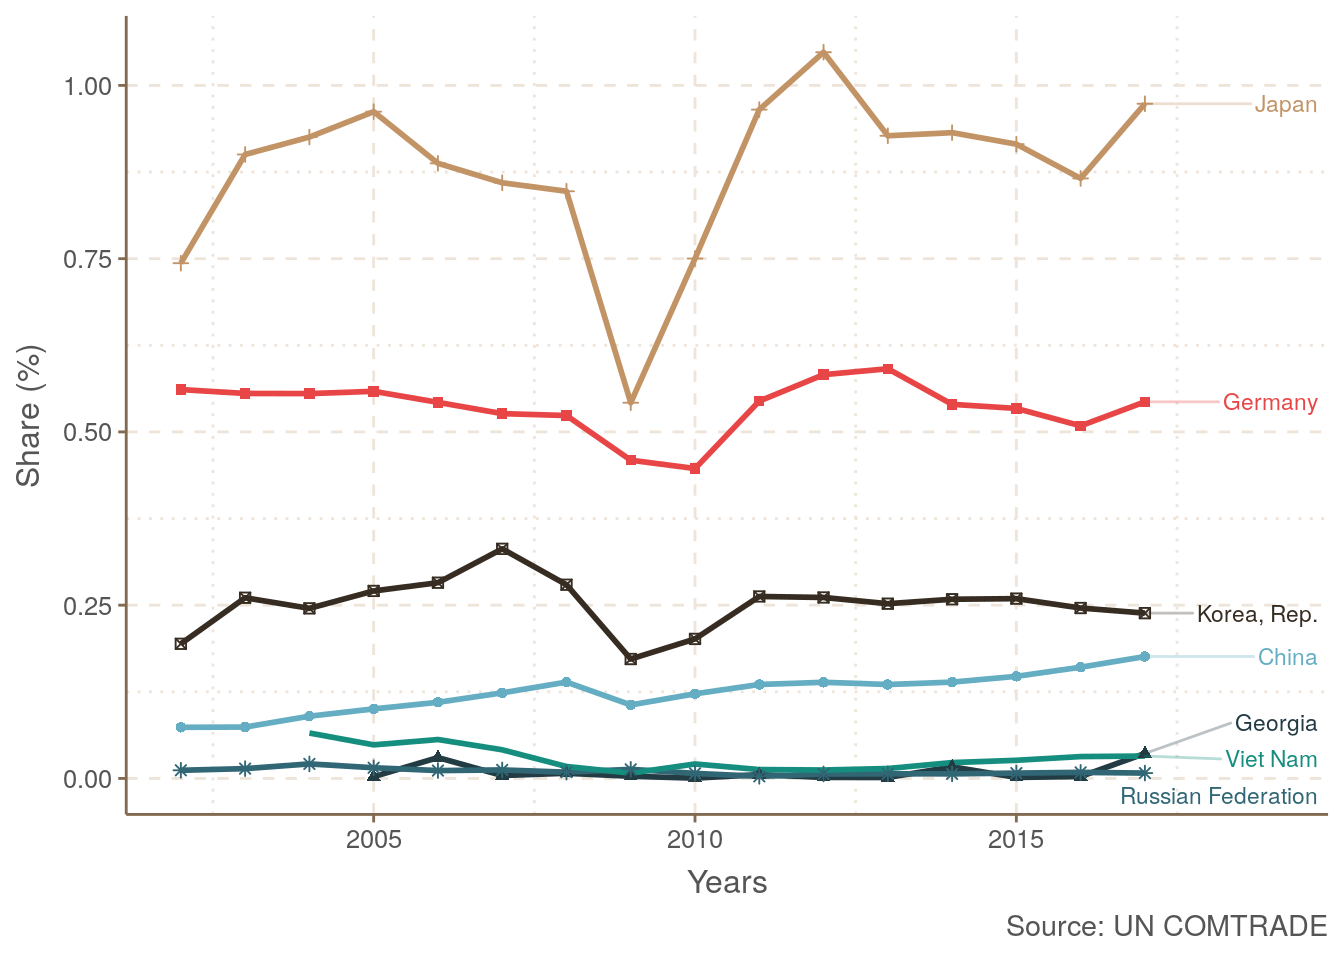 1.00
0.75
0.50
0.25
0.00
Share (%)
Japan
Germany
Korea, Rep.
China
Georgia
Viet Nam
Russian Federation
2005
2010
2015
Years
Source: UN COMTRADE